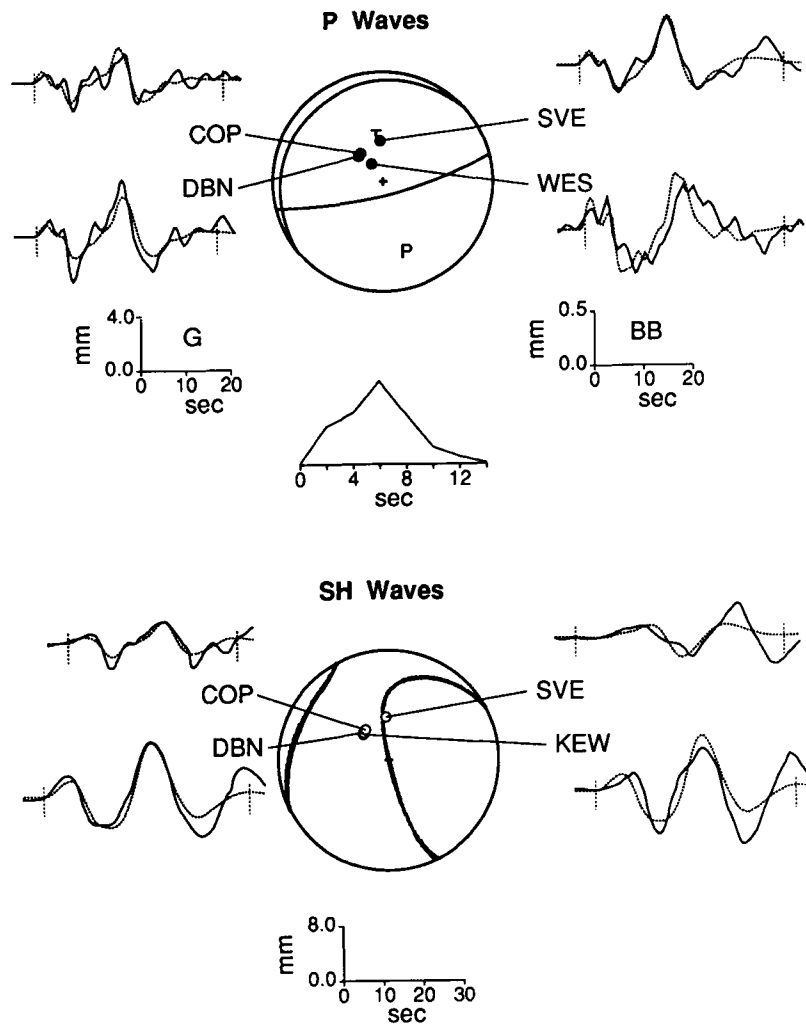 P Waves
COP
SVE
T
DBN
WES
+
P
4.0
mm
0.0
G
0 10 20
sec
0.5
mm
0.0
BB
0 10 20
sec
0 4 8 12
sec
SH Waves
COP
SVE
DBN
KEW
8.0
mm
0.0
0 10 20 30
sec